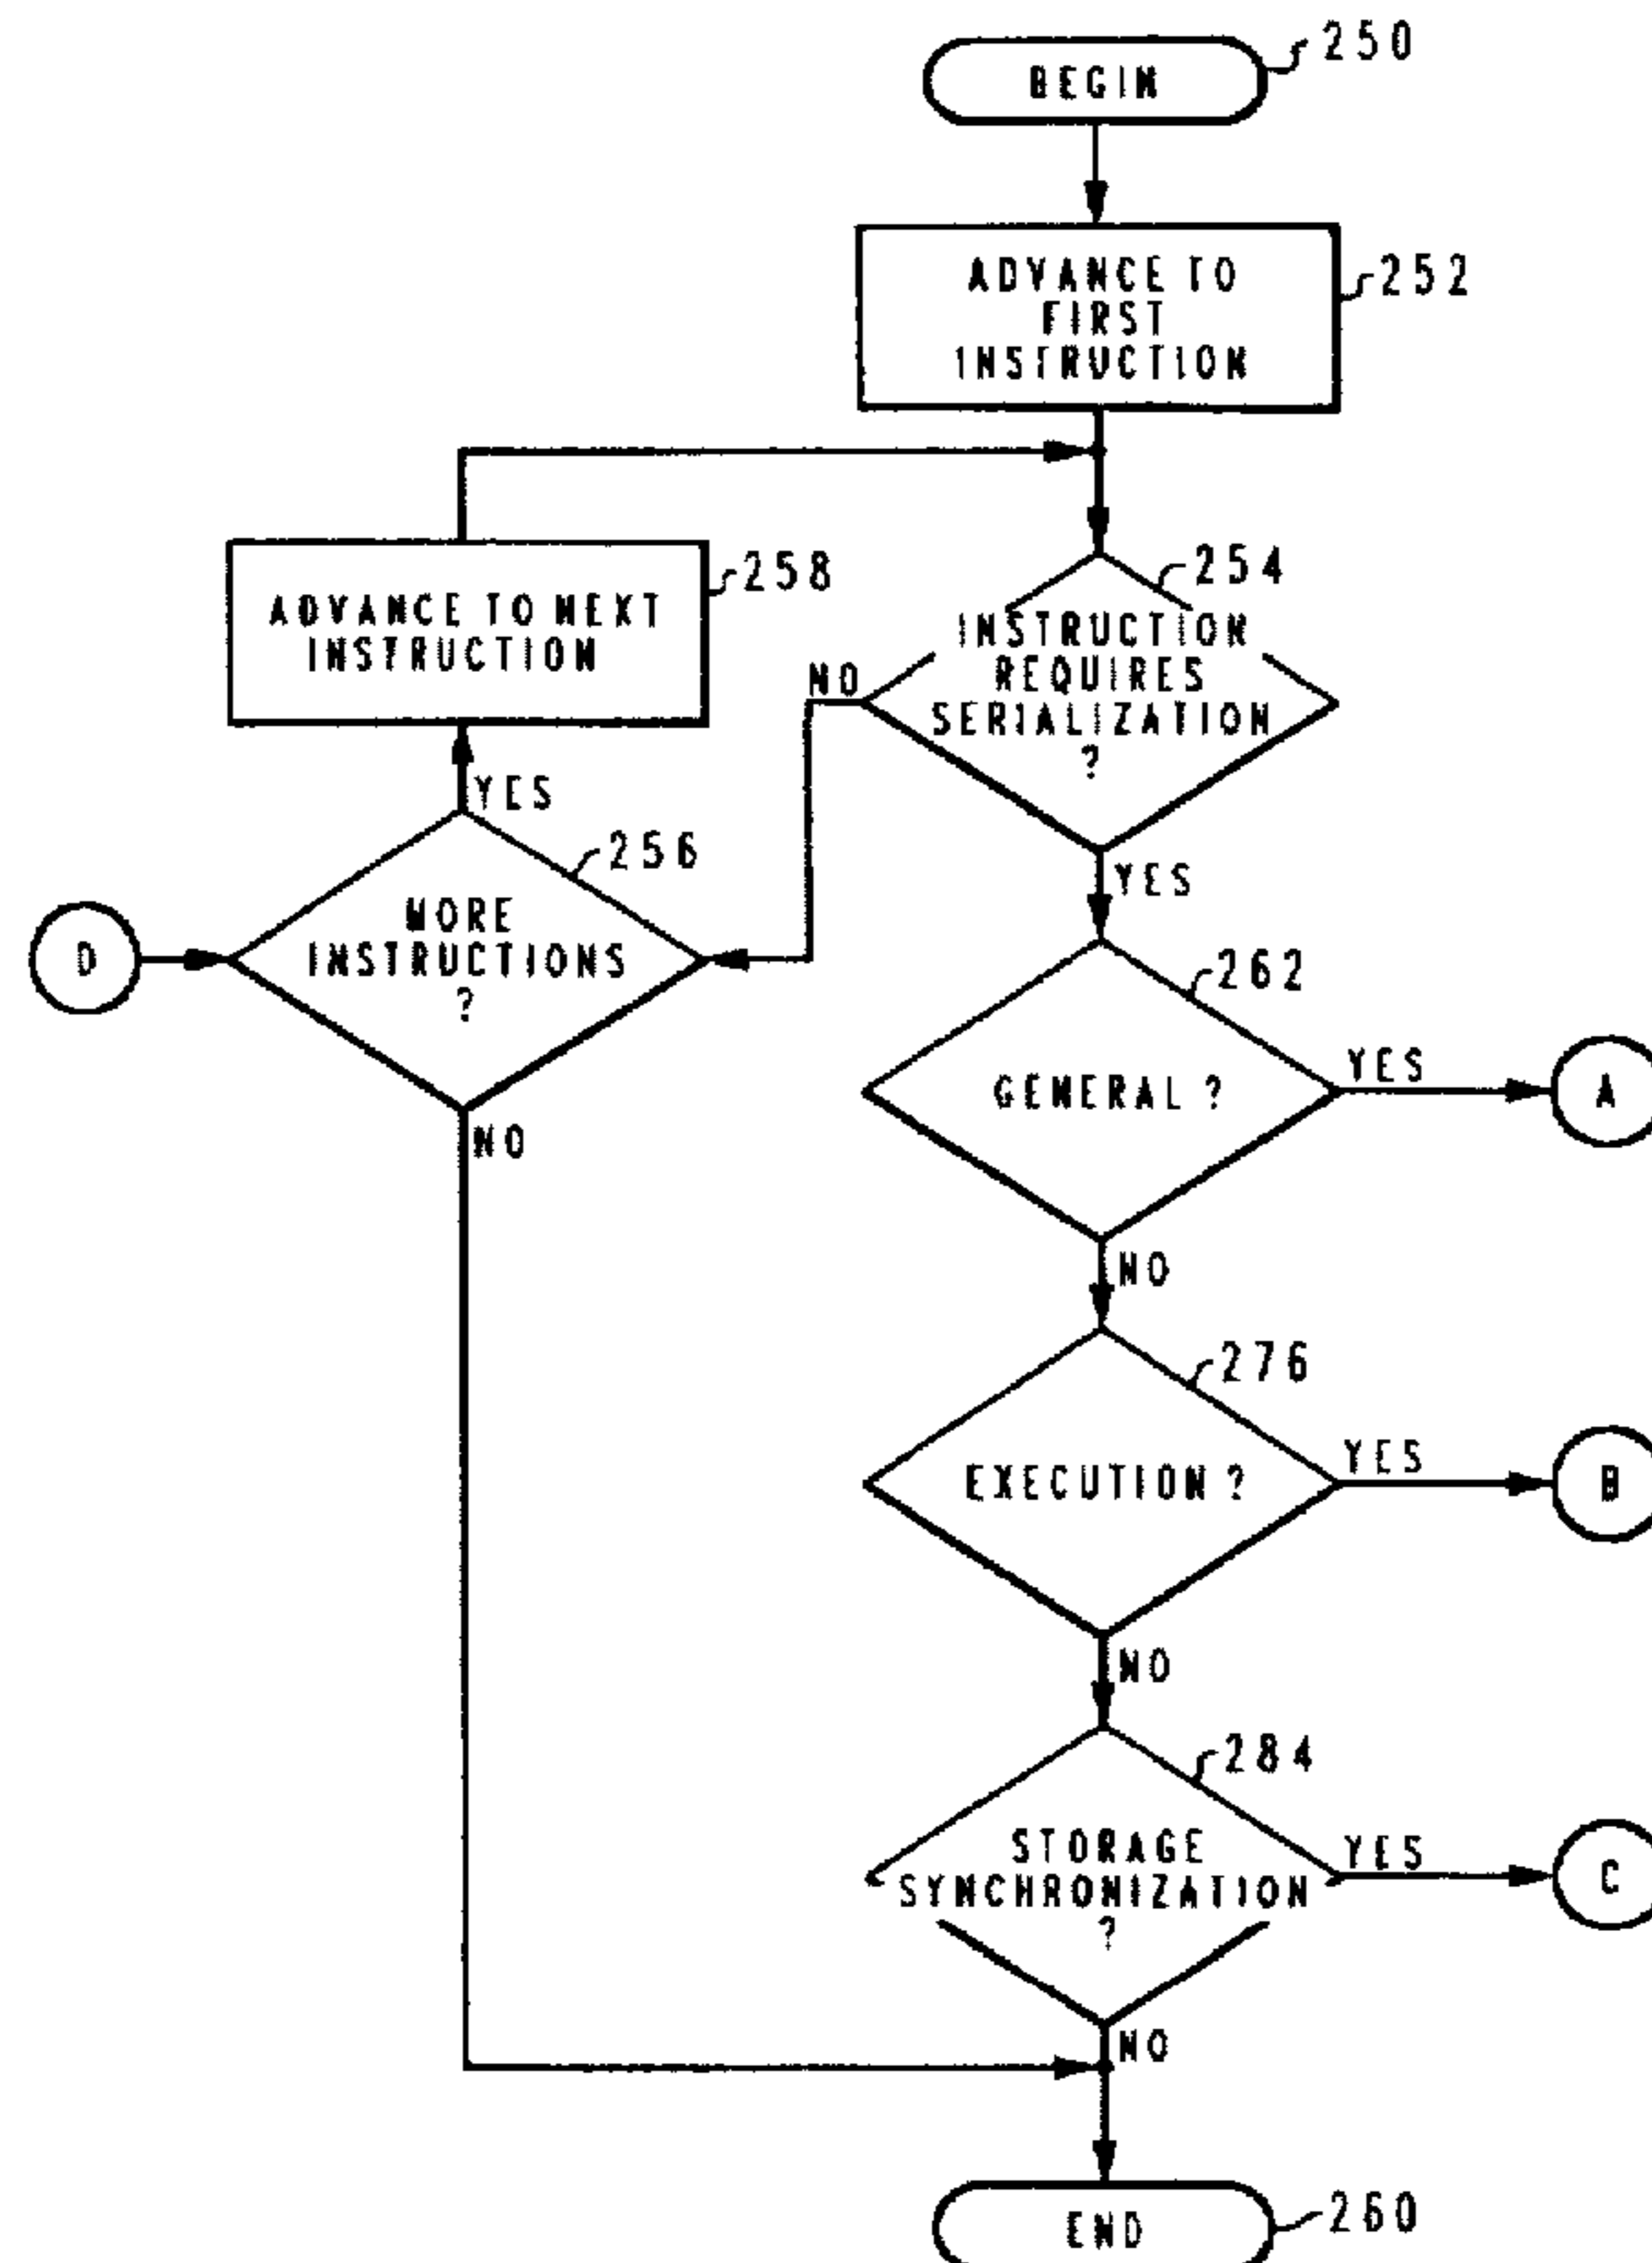 250
BEGIN
252
ADVANCE TO
FIRST
INSTRUCTION
254
INSTRUCTION
REQUIRES
SERIALIZATION
?
NO
YES
258
ADVANCE TO NEXT
INSTRUCTION
YES
256
MORE
INSTRUCTIONS
?
D
NO
262
GENERAL ?
YES
A
NO
276
EXECUTION ?
YES
B
NO
284
STORAGE
SYNCHRONIZATION
?
YES
C
NO
END
260